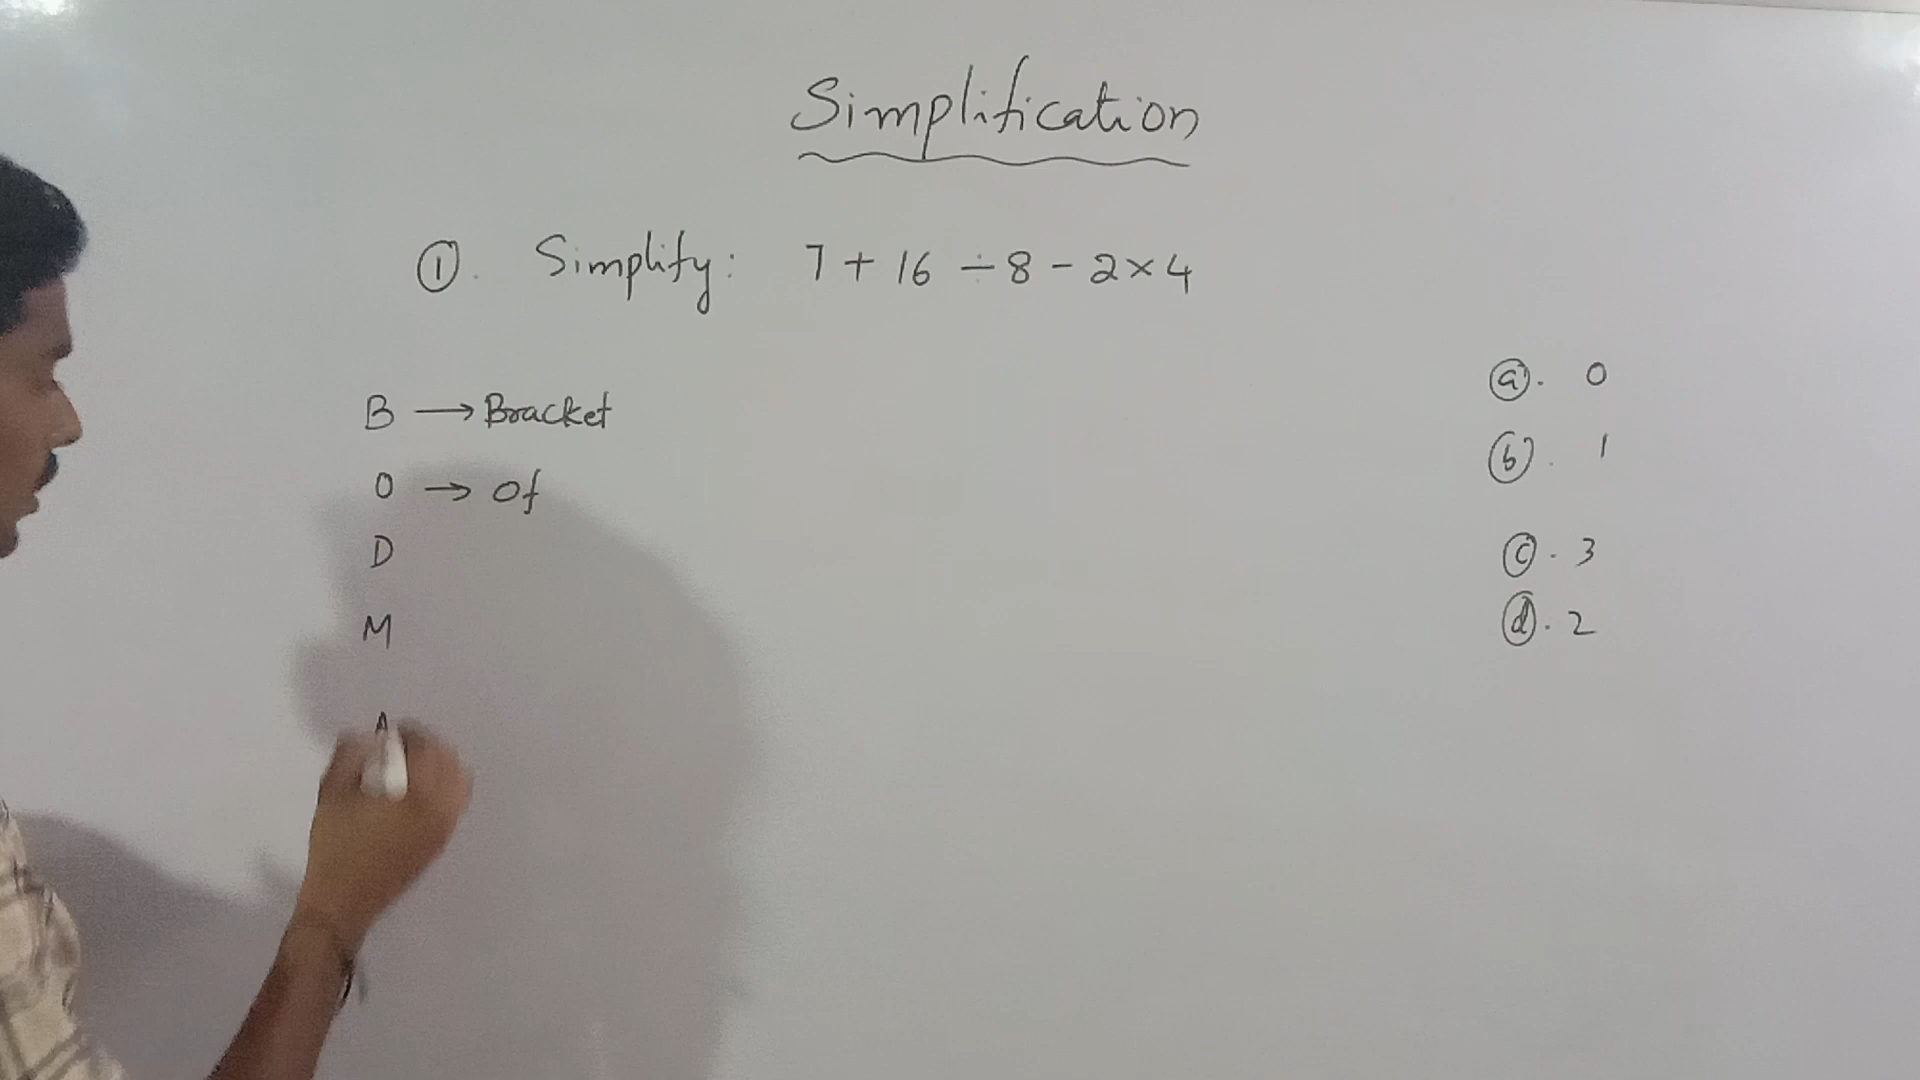 Simplification
①. Simplify: 7 + 16 ÷ 8 - 2 × 4
B → Bracket
O → Of
D
M
A
ⓐ. 0
ⓑ. 1
ⓒ. 3
ⓓ. 2